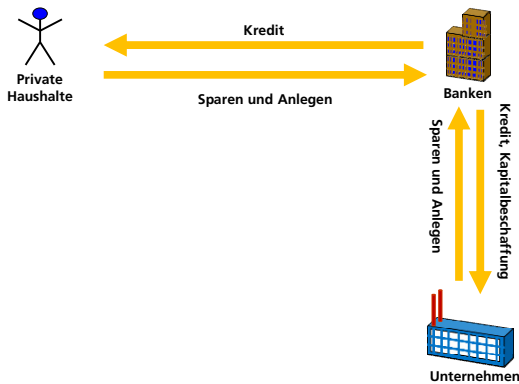 Kredit
Private
Haushalte
Sparen und Anlegen
Banken
Sparen und Anlegen
Kredit, Kapitalbeschaffung
Unternehmen